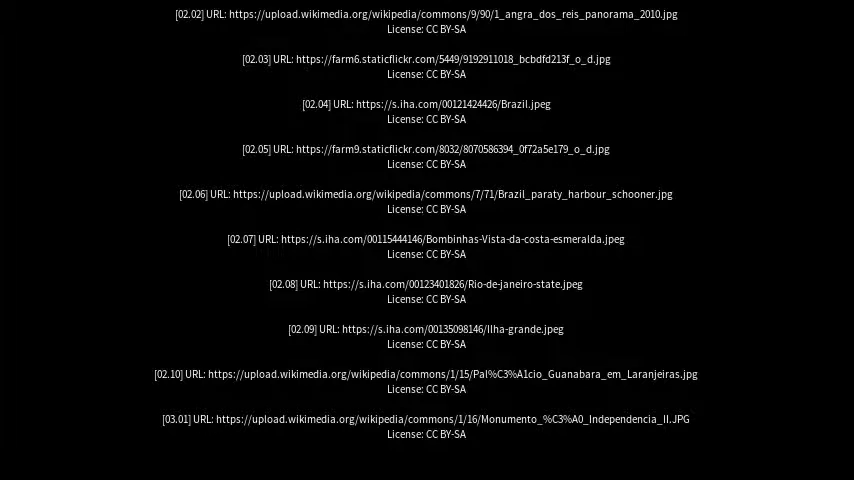 [02.02] URL: https://upload.wikimedia.org/wikipedia/commons/9/90/1_angra_dos_reis_panorama_2010.jpg
License: CC BY-SA
[02.03] URL: https://farm6.staticflickr.com/5449/9192911018_bcbdfd213f_o_d.jpg
License: CC BY-SA
[02.04] URL: https://s.iha.com/00121424426/Brazil.jpeg
License: CC BY-SA
[02.05] URL: https://farm9.staticflickr.com/8032/8070586394_0f72a5e179_o_d.jpg
License: CC BY-SA
[02.06] URL: https://upload.wikimedia.org/wikipedia/commons/7/71/Brazil_paraty_harbour_schooner.jpg
License: CC BY-SA
[02.07] URL: https://s.iha.com/00115444146/Bombinhas-Vista-da-costa-esmeralda.jpeg
License: CC BY-SA
[02.08] URL: https://s.iha.com/00123401826/Rio-de-janeiro-state.jpeg
License: CC BY-SA
[02.09] URL: https://s.iha.com/00135098146/Ilha-grande.jpeg
License: CC BY-SA
[02.10] URL: https://upload.wikimedia.org/wikipedia/commons/1/15/Pal%C3%A1cio_Guanabara_em_Laranjeiras.jpg
License: CC BY-SA
[03.01] URL: https://upload.wikimedia.org/wikipedia/commons/1/16/Monumento_%C3%A0_Independencia_II.JPG
License: CC BY-SA